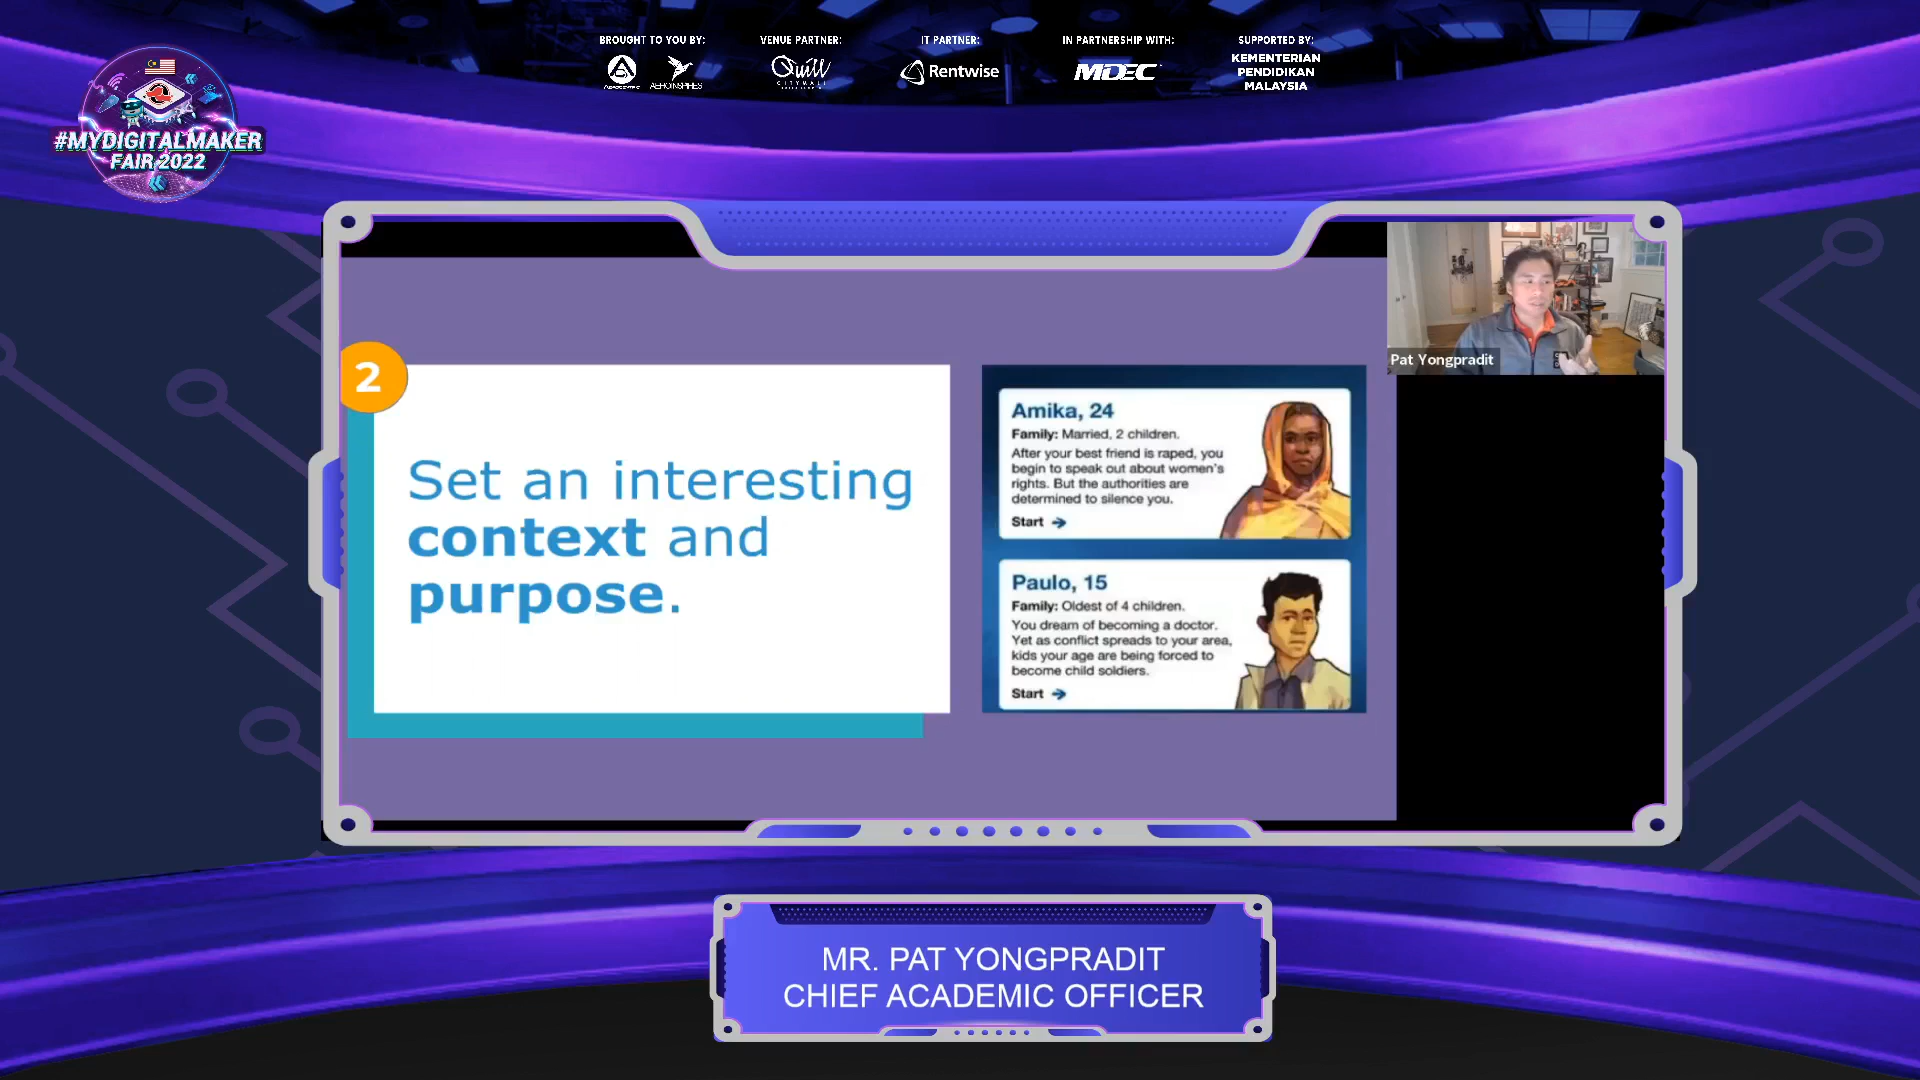 BROUGHT TO YOU BY:
VENUE PARTNER:
IT PARTNER:
IN PARTNERSHIP WITH:
SUPPORTED BY:
AEROINSPIRES
Quill
CITY MALL
Rentwise
MDEC
KEMENTERIAN
PENDIDIKAN
MALAYSIA
#MYDIGITALMAKER
FAIR 2022
2
Set an interesting
context and
purpose.
Amika, 24
Family: Married, 2 children.
After your best friend is raped, you
begin to speak out about women's
rights. But the authorities are
determined to silence you.
Start
Paulo, 15
Family: Oldest of 4 children.
You dream of becoming a doctor.
Yet as conflict spreads to your area,
kids your age are being forced to
become child soldiers.
Start
Pat Yongpradit
MR. PAT YONGPRADIT
CHIEF ACADEMIC OFFICER